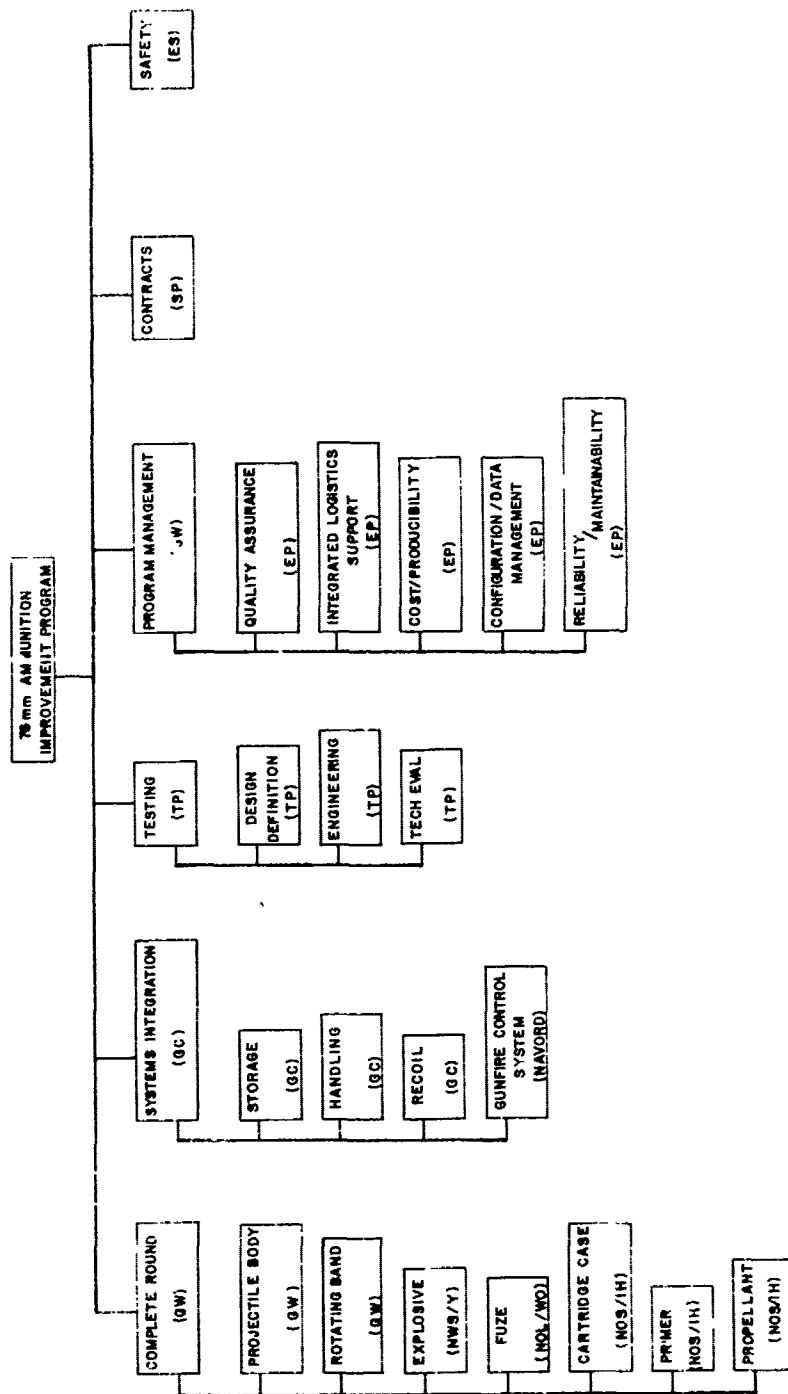 76mm AMMUNITION
IMPROVEMENT PROGRAM
COMPLETE ROUND
(GW)
PROJECTILE BODY
(GW)
ROTATING BAND
(GW)
EXPLOSIVE
(NWS/Y)
FUZE
(NOL/WO)
CARTRIDGE CASE
(NOS/IH)
PRIMER
(NOS/IH)
PROPELLANT
(NOS/IH)
SYSTEMS INTEGRATION
(GC)
STORAGE
(GC)
HANDLING
(GC)
RECOIL
(GC)
GUNFIRE CONTROL
SYSTEM
(NAVORD)
TESTING
(TP)
DESIGN
DEFINITION
(TP)
ENGINEERING
(TP)
TECH EVAL
(TP)
PROGRAM MANAGEMENT
(GW)
QUALITY ASSURANCE
(EP)
INTEGRATED LOGISTICS
SUPPORT
(EP)
COST/PRODUCIBILITY
(EP)
CONFIGURATION/DATA
MANAGEMENT
(EP)
RELIABILITY/MAINTAINABILITY
(EP)
CONTRACTS
(SP)
SAFETY
(ES)